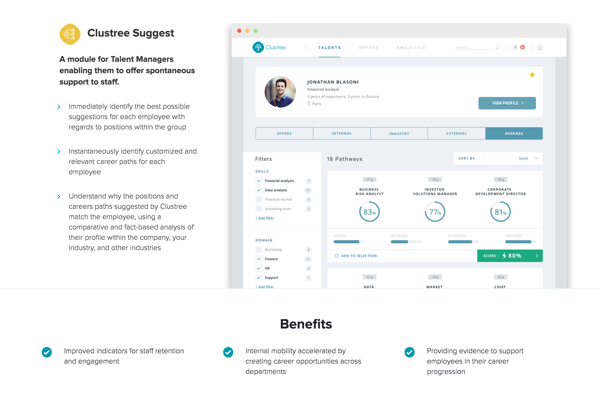 Clustree Suggest
A module for Talent Managers
enabling them to offer spontaneous
support to staff.
Immediately identify the best possible
suggestions for each employee with
regards to positions within the group
Instantaneously identify customized and
relevant career paths for each
employee
Understand why the positions and
careers paths suggested by Clustree
match the employee, using a
comparative and fact-based analysis of
their profile within the company, your
industry, and other industries
Clustree
TALENTS
OFFERS
ANALYTICS
JONATHAN BLASONI
Financial Analyst
5 years of experience, 3 years in finance
Paris
VIEW PROFILE
OFFERS
INTERNAL
INDUSTRY
EXTERNAL
AVERAGE
Filters
SKILLS
Financial analysis
Data analyst
Financial markets
+ Add filter
DOMAIN
Marketing
Finance
HR
Support
+ Add filter
18 Pathways
SORT BY
Score
BUSINESS
RISK ANALYST
83%
INVESTOR
SOLUTIONS MANAGER
77%
CORPORATE
DEVELOPMENT DIRECTOR
81%
ADD TO SELECTION
SCORE : 80%
DATA
MARKET
CHIEF
Benefits
Improved indicators for staff retention
and engagement
Internal mobility accelerated by
creating career opportunities across
departments
Providing evidence to support
employees in their career
progression